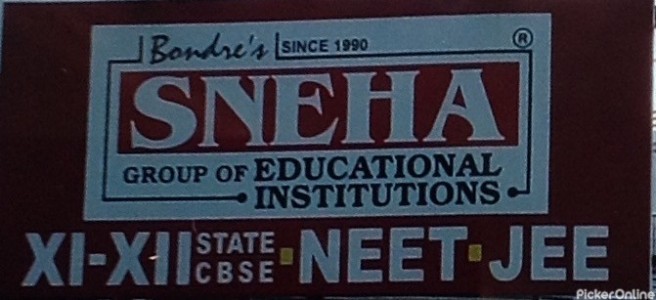 Bondre's SINCE 1990 ®
SNEHA
GROUP OF EDUCATIONAL
INSTITUTIONS
XI-XII STATE CBSE · NEET · JEE
PickerOnline